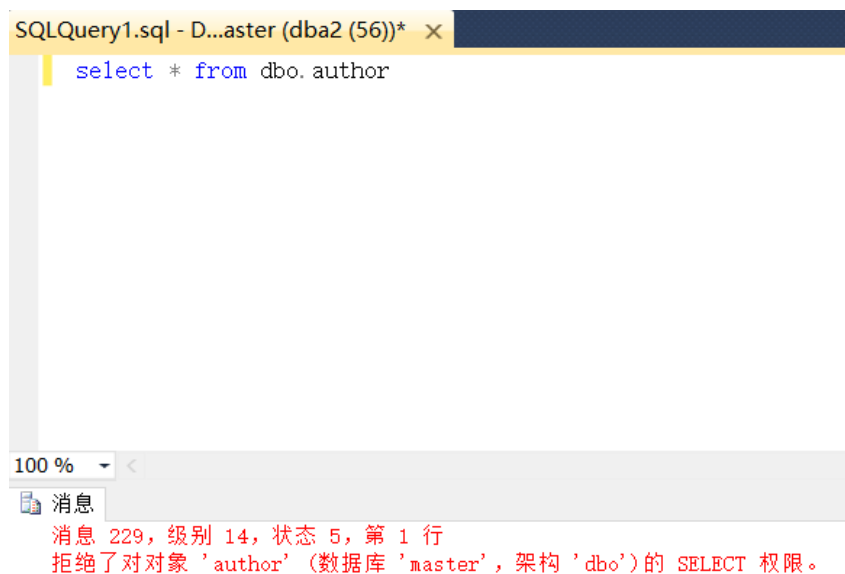 SQLQuery1.sql - D...aster (dba2 (56))* ×
select * from dbo.author
100 %
消息
消息 229，级别 14，状态 5，第 1 行
拒绝了对对象 'author' (数据库 'master'，架构 'dbo')的 SELECT 权限。